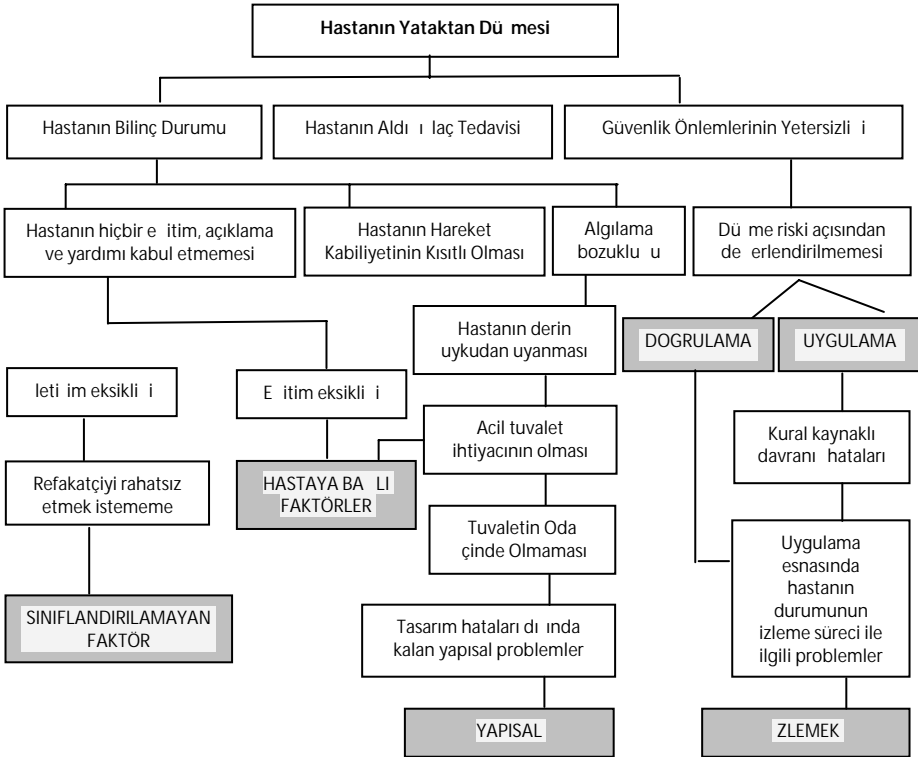 Hastanın Yataktan Dü mesi
Hastanın Bilinç Durumu
Hastanın Aldı ı laç Tedavisi
Güvenlik Önlemlerinin Yetersizli i
Hastanın hiçbir e itim, açıklama
ve yardımı kabul etmemesi
Hastanın Hareket
Kabiliyetinin Kısıtlı Olması
Algılama
bozuklu u
Dü me riski açısından
de erlendirilmemesi
Hastanın derin
uykudan uyanması
DOGRULAMA
UYGULAMA
leti im eksikli i
E itim eksikli i
Acil tuvalet
ihtiyacının olması
Kural kaynaklı
davranı hataları
Refakatçiyi rahatsız
etmek istememe
HASTAYA BA LI
FAKTÖRLER
Tuvaletin Oda
çinde Olmaması
Uygulama
esnasında
hastanın
durumunun
izleme süreci ile
ilgili problemler
SINIFLANDIRILAMAYAN
FAKTÖR
Tasarım hataları dı ında
kalan yapısal problemler
YAPISAL
ZLEMEK